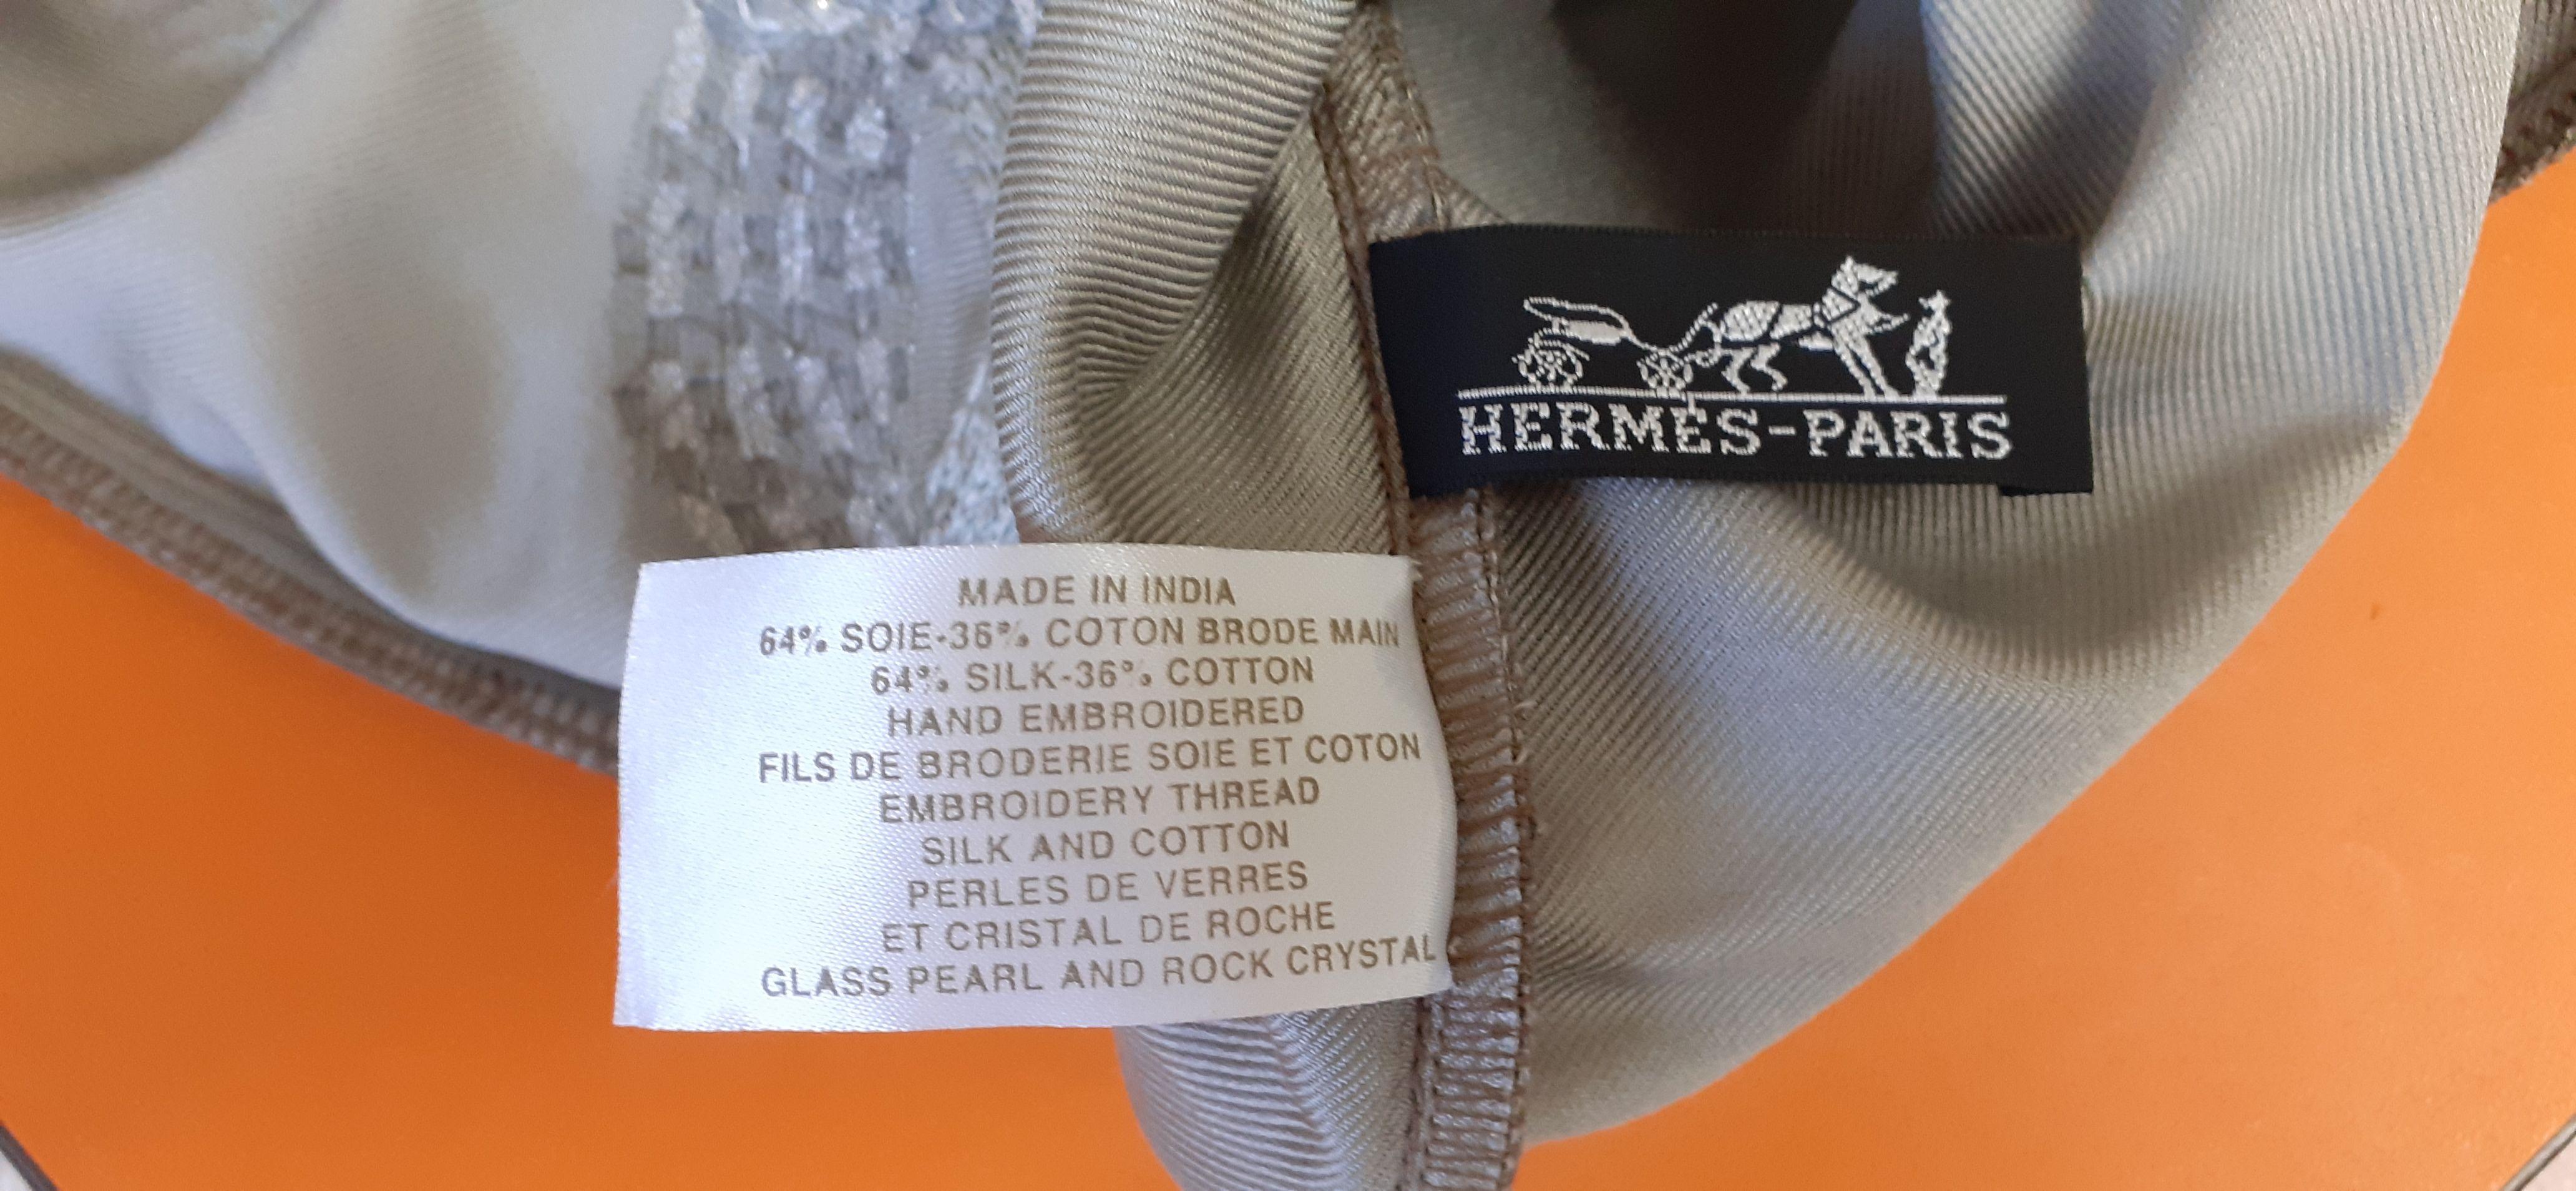 HERMÈS-PARIS
MADE IN INDIA
64% SOIE-36% COTON BRODE MAIN
64% SILK-36% COTTON
HAND EMBROIDERED
FILS DE BRODERIE SOIE ET COTON
EMBROIDERY THREAD
SILK AND COTTON
PERLES DE VERRES
ET CRISTAL DE ROCHE
GLASS PEARL AND ROCK CRYSTAL